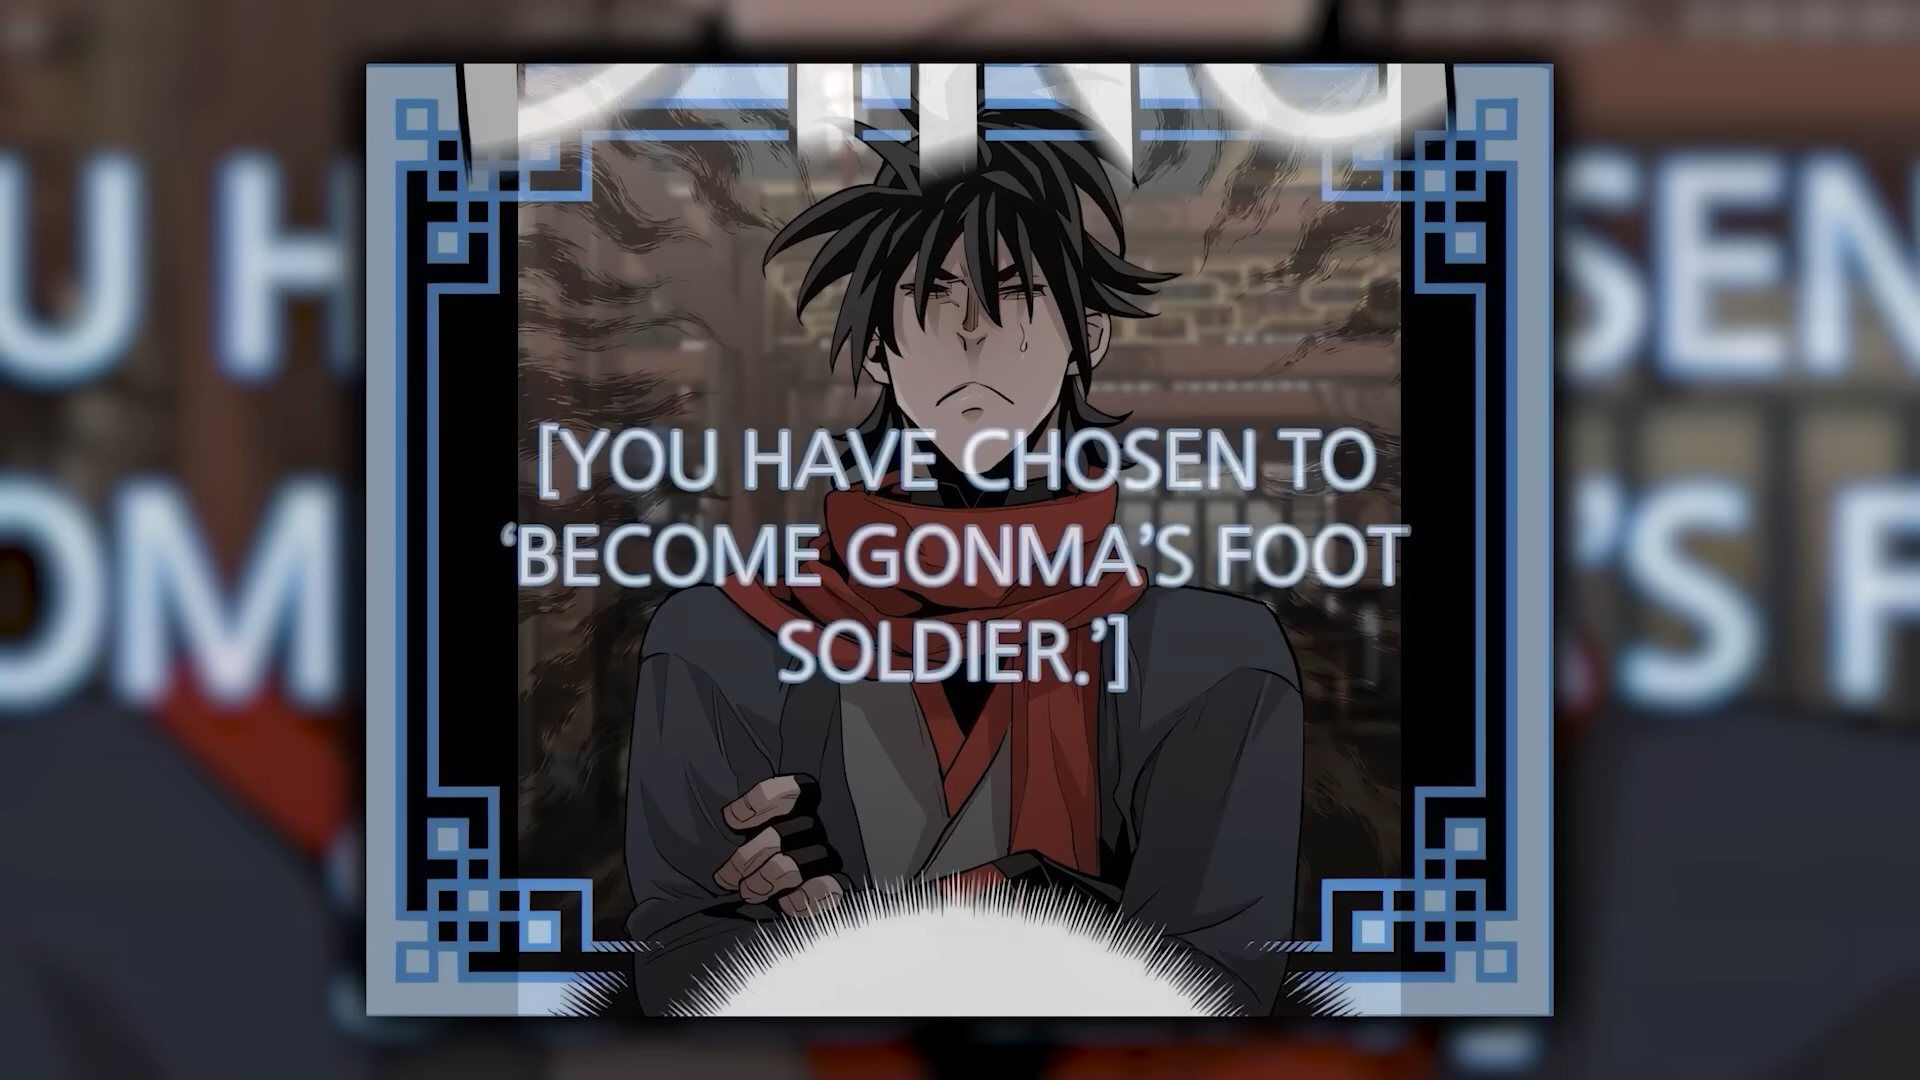 [YOU HAVE CHOSEN TO
‘BECOME GONMA’S FOOT
SOLDIER.’]